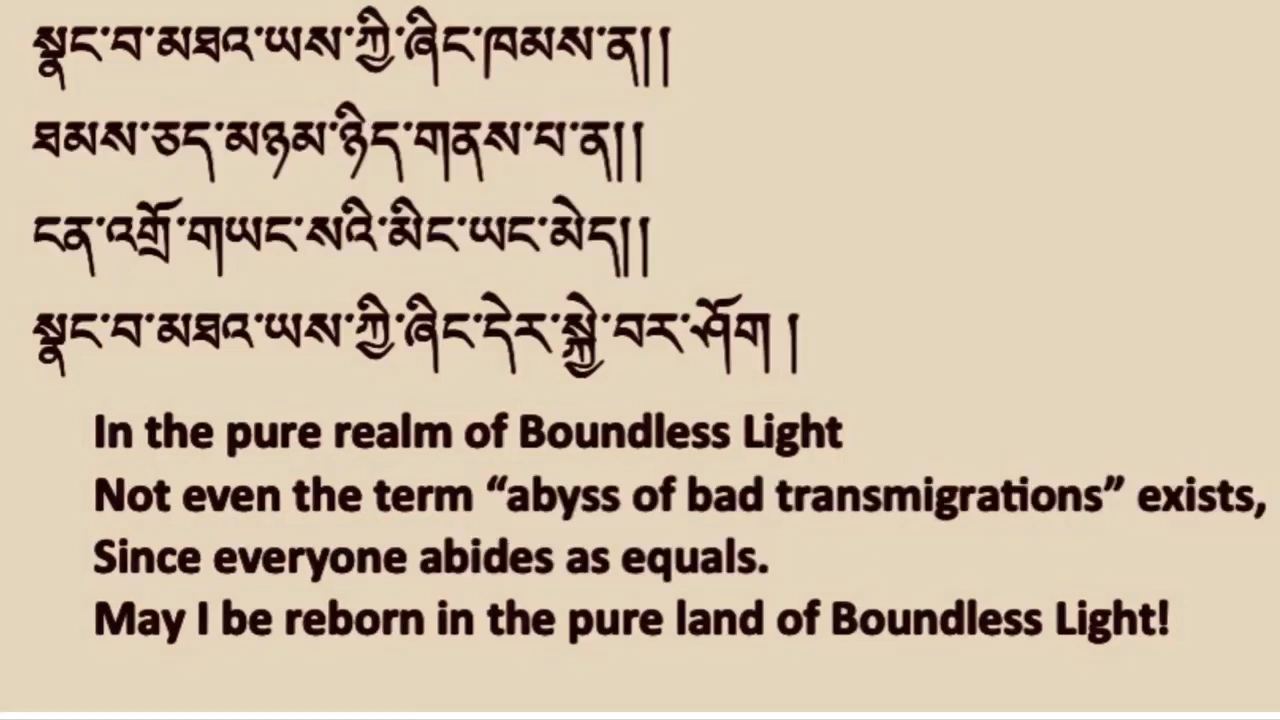 སྣང་བ་མཐའ་ཡས་ཀྱི་ཞིང་ཁམས་ན།།
ཐམས་ཅད་མཉམ་ཉིད་གནས་པ་ན།།
ངན་འགྲོ་གཡང་སའི་མིང་ཡང་མེད།།
སྣང་བ་མཐའ་ཡས་ཀྱི་ཞིང་དེར་སྐྱེ་བར་ཤོག །
In the pure realm of Boundless Light
Not even the term “abyss of bad transmigrations” exists,
Since everyone abides as equals.
May I be reborn in the pure land of Boundless Light!